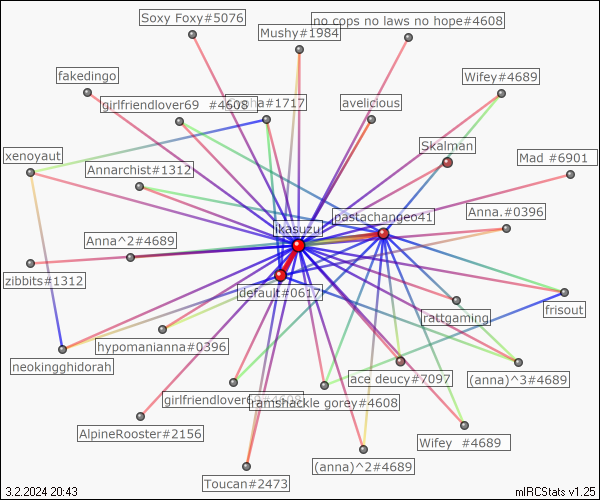 Soxy Foxy#5076
no cops no laws no hope#4608
Mushy#1984
fakedingo
Wifey#4689
girlfriendlover69 #4608
#1717
avelicious
Skalman
xenoyaut
Mad #6901
Annarchist#1312
pastachangeo41
Anna.#0396
ikasuzu
Anna^2#4689
zibbits#1312
default#0617
frisout
rattgaming
hypomanianna#0396
neokingghidorah
ace deucy#7097
(anna)^3#4689
ramshackle gorey#4608
AlpineRooster#2156
Wifey #4689
(anna)^2#4689
Toucan#2473
3.2.2024 20:43
mIRCStats v1.25